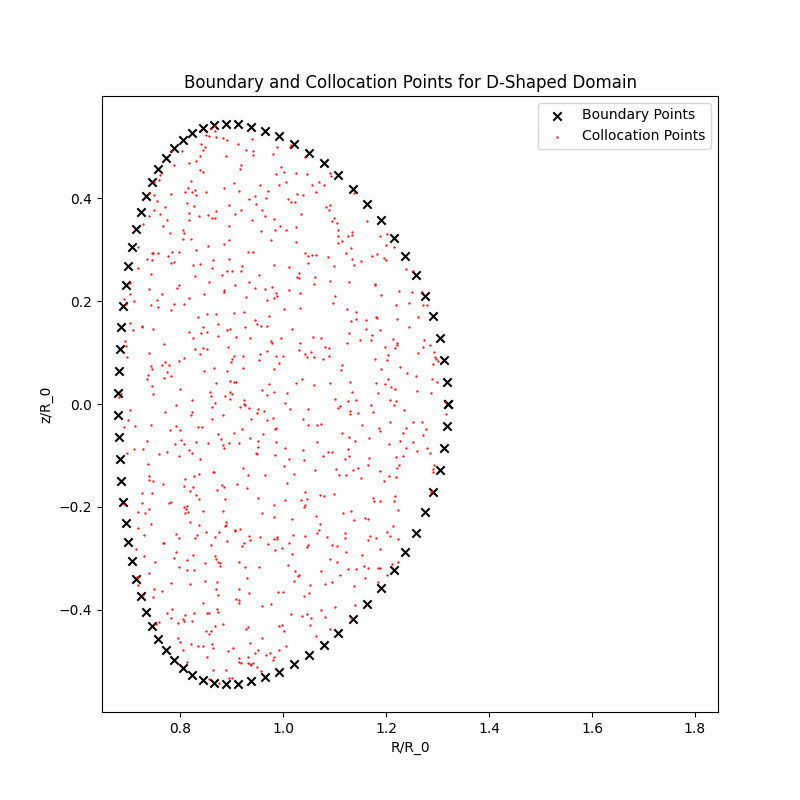 Boundary and Collocation Points for D-Shaped Domain
Boundary Points
Collocation Points
z/R_0
0.4
0.2
0.0
−0.2
−0.4
0.8
1.0
1.2
1.4
1.6
1.8
R/R_0